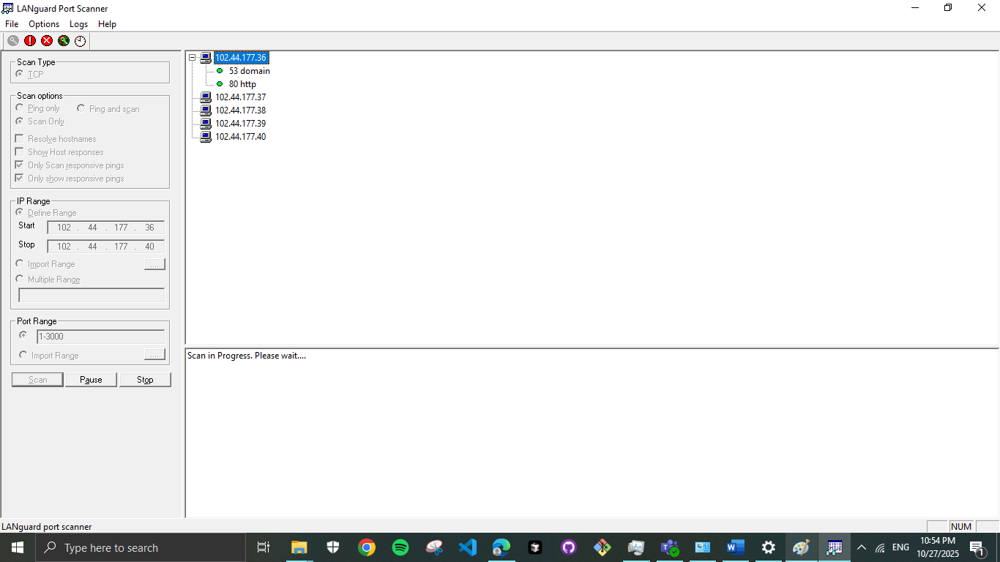 LANguard Port Scanner
File Options Logs Help
Scan Type
TCP
Scan options
Ping only Ping and scan
Scan Only
Resolve hostnames
Show Host responses
Only Scan responsive pings
Only show responsive pings
IP Range
Define Range
Start 102 . 44 . 177 . 36
Stop 102 . 44 . 177 . 40
Import Range ....
Multiple Range
Port Range
1-3000
Import Range ....
Scan Pause Stop
102.44.177.36
53 domain
80 http
102.44.177.37
102.44.177.38
102.44.177.39
102.44.177.40
Scan in Progress. Please wait....
LANguard port scanner
NUM
Type here to search
ENG
10:54 PM
10/27/2025
1